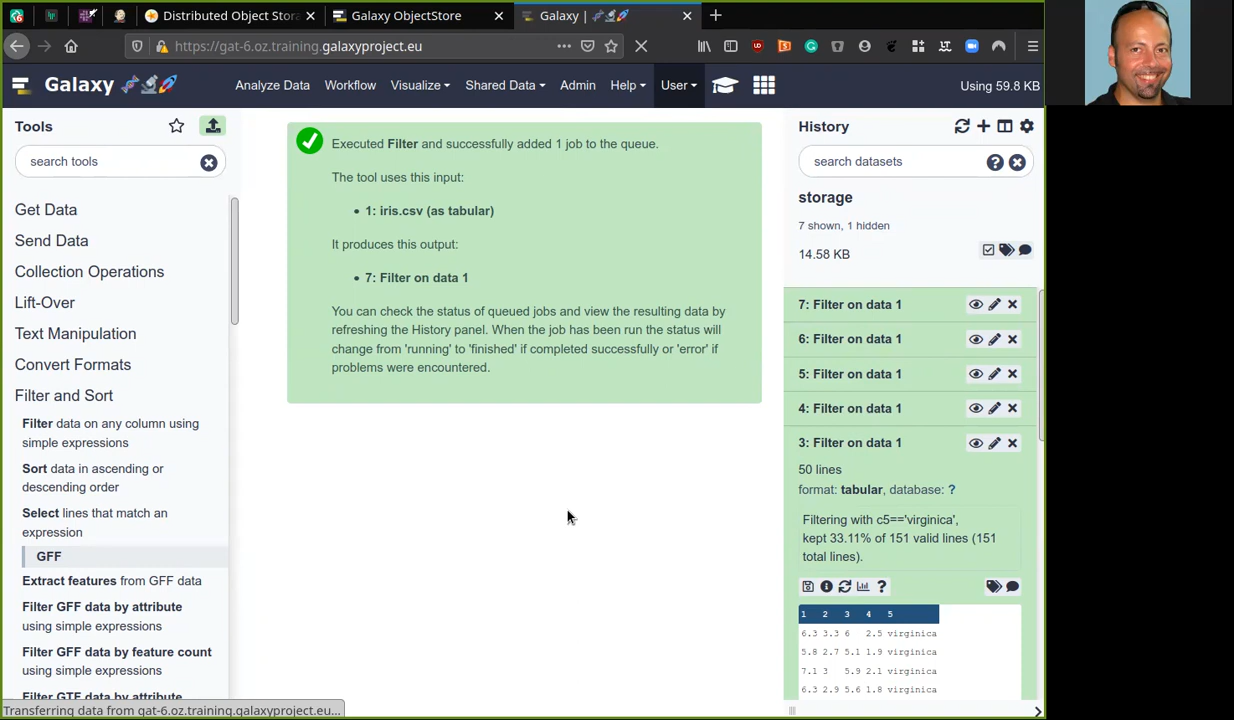 Distributed Object Stora
Galaxy ObjectStore
Galaxy |
https://gat-6.oz.training.galaxyproject.eu
Galaxy
Analyze Data
Workflow
Visualize
Shared Data
Admin
Help
User
Using 59.8 KB
Tools
search tools
Get Data
Send Data
Collection Operations
Lift-Over
Text Manipulation
Convert Formats
Filter and Sort
Filter data on any column using
simple expressions
Sort data in ascending or
descending order
Select lines that match an
expression
GFF
Extract features from GFF data
Filter GFF data by attribute
using simple expressions
Filter GFF data by feature count
using simple expressions
Filter GTF data by attribute
Transferring data from gat-6.oz.training.galaxyproject.eu...
Executed Filter and successfully added 1 job to the queue.
The tool uses this input:
• 1: iris.csv (as tabular)
It produces this output:
• 7: Filter on data 1
You can check the status of queued jobs and view the resulting data by
refreshing the History panel. When the job has been run the status will
change from 'running' to 'finished' if completed successfully or 'error' if
problems were encountered.
History
search datasets
storage
7 shown, 1 hidden
14.58 KB
7: Filter on data 1
6: Filter on data 1
5: Filter on data 1
4: Filter on data 1
3: Filter on data 1
50 lines
format: tabular, database: ?
Filtering with c5=='virginica',
kept 33.11% of 151 valid lines (151
total lines).
1 2 3 4 5
6.3 3.3 6 2.5 virginica
5.8 2.7 5.1 1.9 virginica
7.1 3 5.9 2.1 virginica
6.3 2.9 5.6 1.8 virginica